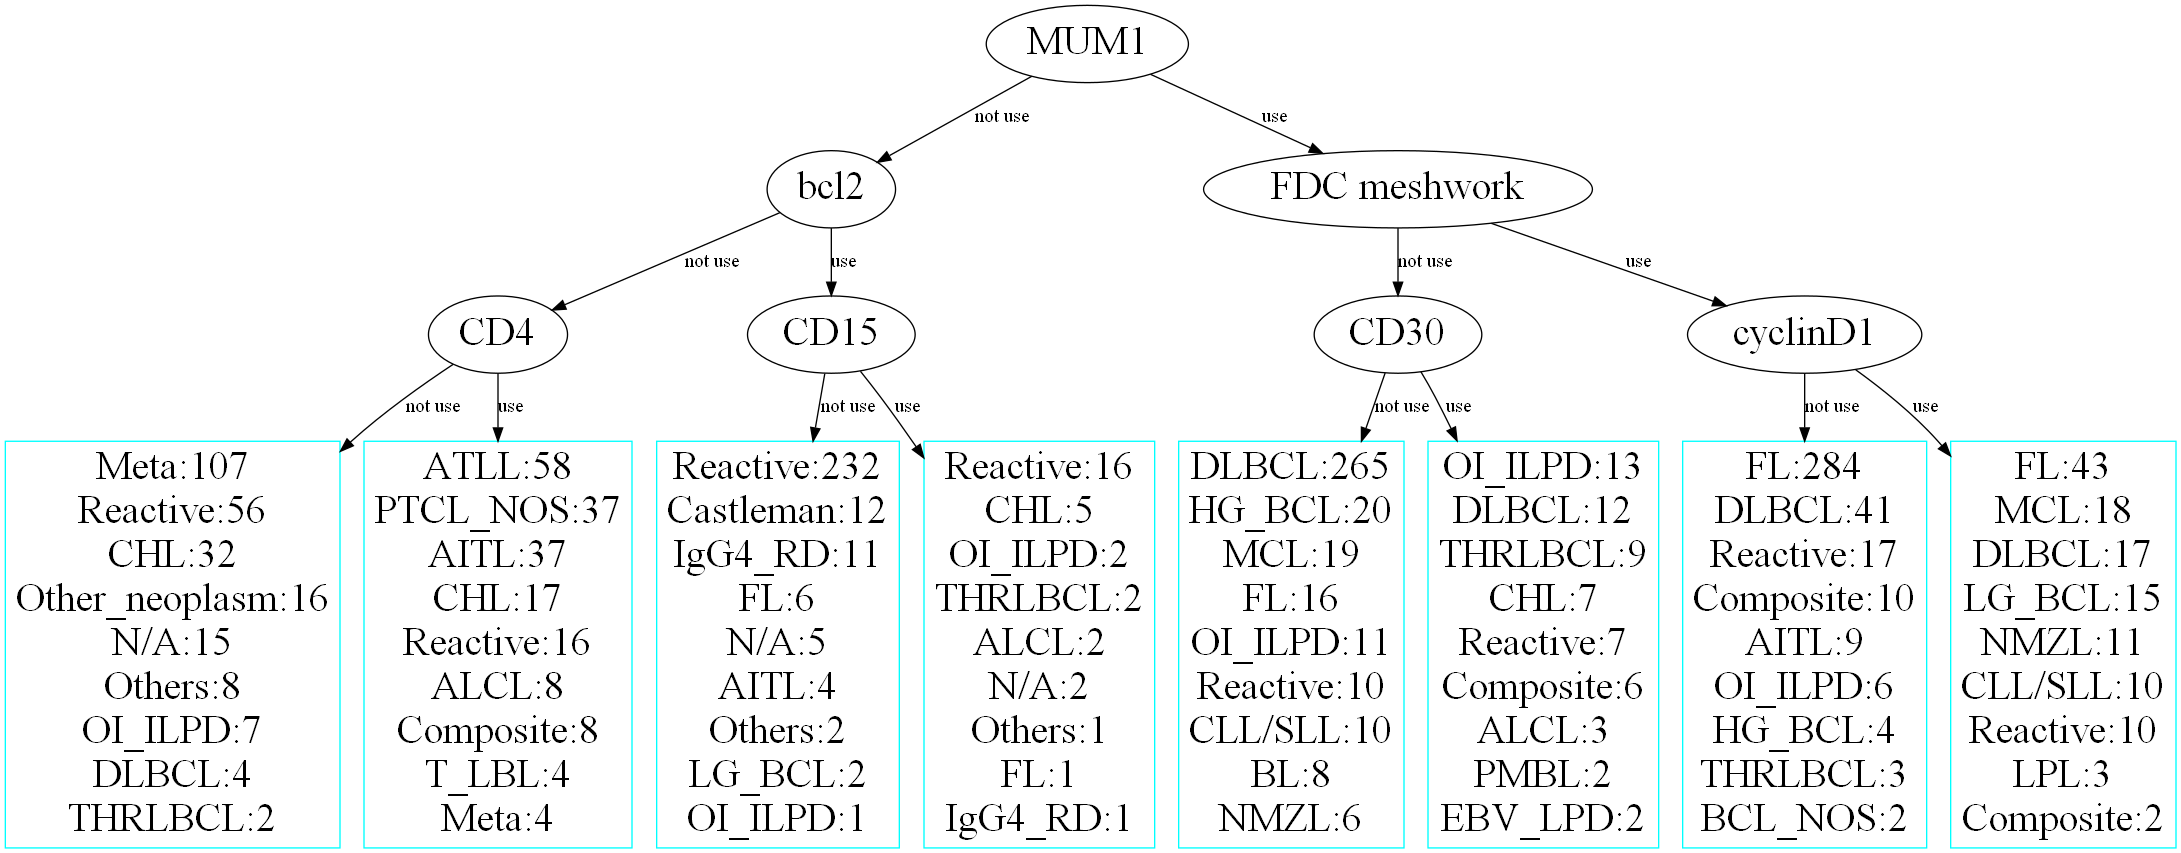 MUM1
not use
use
bcl2
FDC meshwork
not use
use
not use
use
CD4
CD15
CD30
cyclinD1
not use
use
not use
use
not use
use
not use
use
Meta:107
Reactive:56
CHL:32
Other_neoplasm:16
N/A:15
Others:8
OI_ILPD:7
DLBCL:4
THRLBCL:2
ATLL:58
PTCL_NOS:37
AITL:37
CHL:17
Reactive:16
ALCL:8
Composite:8
T_LBL:4
Meta:4
Reactive:232
Castleman:12
IgG4_RD:11
FL:6
N/A:5
AITL:4
Others:2
LG_BCL:2
OI_ILPD:1
Reactive:16
CHL:5
OI_ILPD:2
THRLBCL:2
ALCL:2
N/A:2
Others:1
FL:1
IgG4_RD:1
DLBCL:265
HG_BCL:20
MCL:19
FL:16
OI_ILPD:11
Reactive:10
CLL/SLL:10
BL:8
NMZL:6
OI_ILPD:13
DLBCL:12
THRLBCL:9
CHL:7
Reactive:7
Composite:6
ALCL:3
PMBL:2
EBV_LPD:2
FL:284
DLBCL:41
Reactive:17
Composite:10
AITL:9
OI_ILPD:6
HG_BCL:4
THRLBCL:3
BCL_NOS:2
FL:43
MCL:18
DLBCL:17
LG_BCL:15
NMZL:11
CLL/SLL:10
Reactive:10
LPL:3
Composite:2